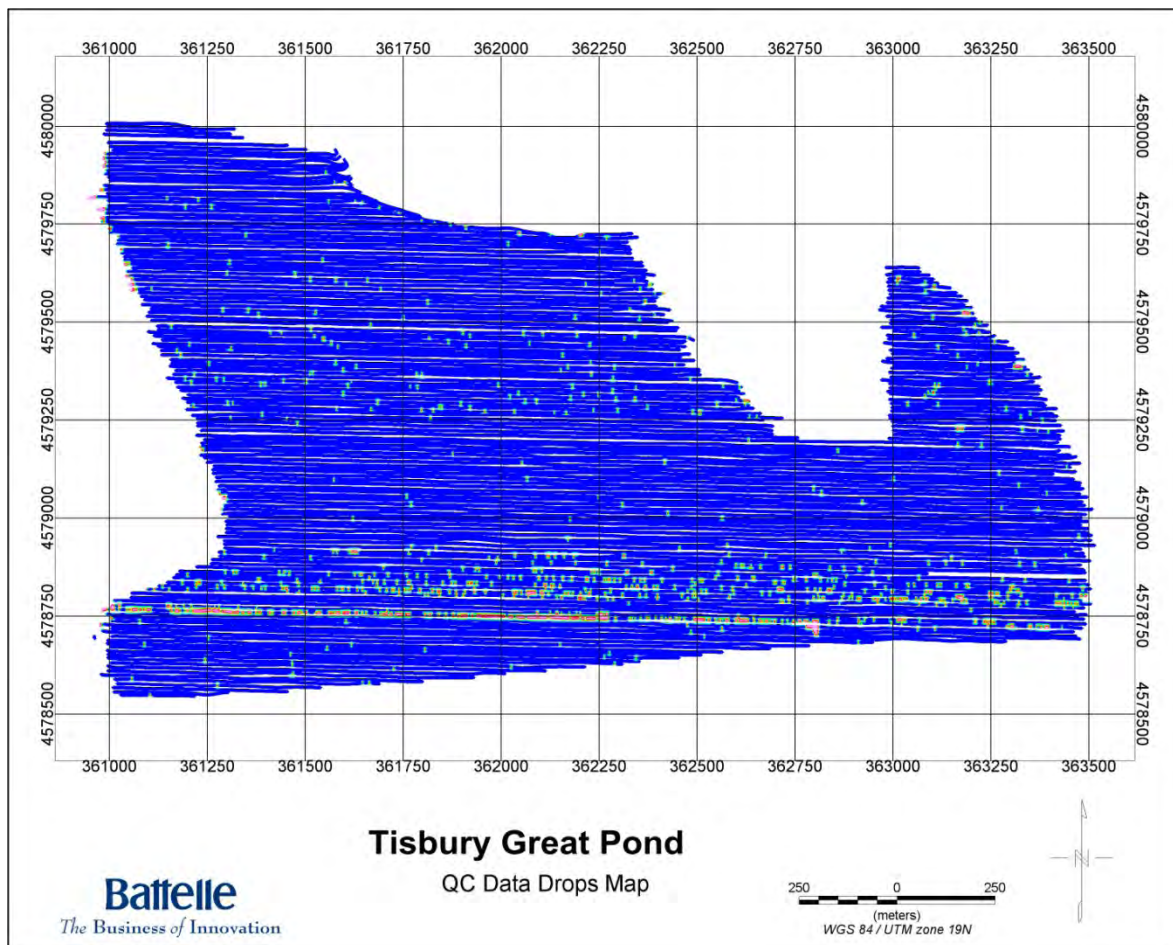 361000 361250 361500 361750 362000 362250 362500 362750 363000 363250 363500
4580000 4580000
4579750 4579750
4579500 4579500
4579250 4579250
4579000 4579000
4578750 4578750
4578500 4578500
361000 361250 361500 361750 362000 362250 362500 362750 363000 363250 363500
Tisbury Great Pond
QC Data Drops Map
Battelle
The Business of Innovation
250 0 250
(meters)
WGS 84 / UTM zone 19N
N